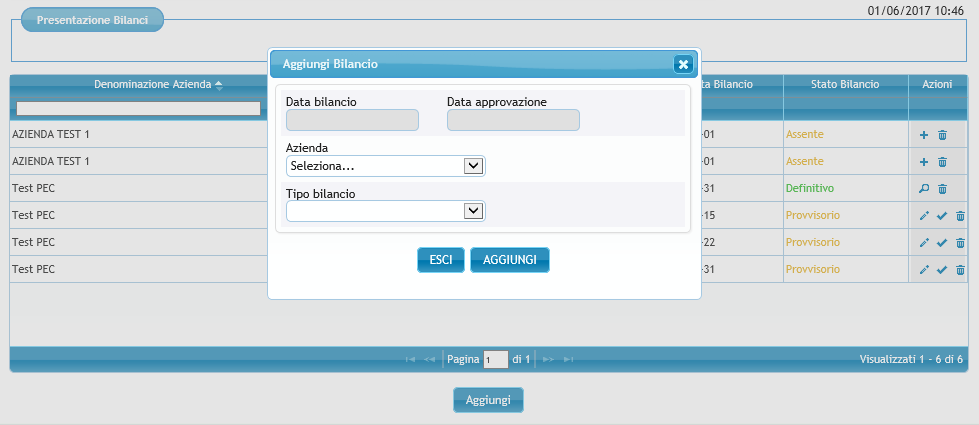 01/06/2017 10:46
Presentazione Bilanci
Aggiungi Bilancio
Denominazione Azienda
ta Bilancio
Stato Bilancio
Azioni
Data bilancio
Data approvazione
AZIENDA TEST 1
-01
Assente
Azienda
Seleziona...
AZIENDA TEST 1
-01
Assente
Test PEC
-31
Definitivo
Tipo bilancio
Test PEC
-15
Provvisorio
Test PEC
-22
Provvisorio
ESCI
AGGIUNGI
Test PEC
-31
Provvisorio
Pagina 1 di 1
Visualizzati 1 - 6 di 6
Aggiungi